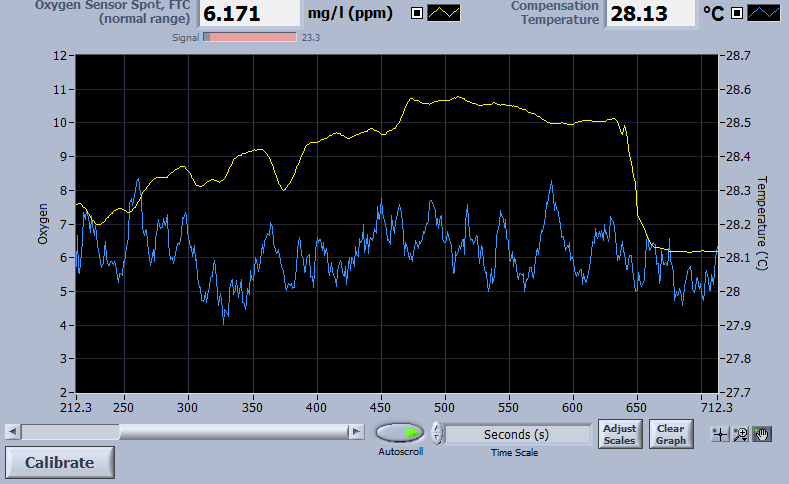 Oxygen Sensor Spot, FTC
(normal range)
6.171
mg/l (ppm)
Compensation
Temperature
28.13
°C
Signal
23.3
12
11
10
9
8
7
6
5
4
3
2
Oxygen
28.7
28.6
28.5
28.4
28.3
28.2
28.1
28
27.9
27.8
27.7
Temperature (°C)
212.3 250 300 350 400 450 500 550 600 650 712.3
Autoscroll
Seconds (s)
Time Scale
Adjust
Scales
Clear
Graph
Calibrate